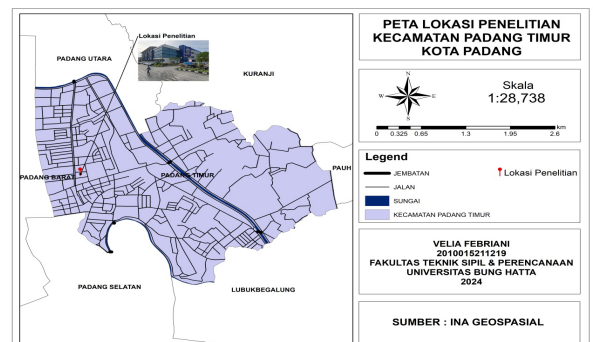 PETA LOKASI PENELITIAN
KECAMATAN PADANG TIMUR
KOTA PADANG
Lokasi Penelitian
PADANG UTARA
KURANJI
PAUH
PADANG BARAT
PADANG TIMUR
PADANG SELATAN
LUBUKBEGALUNG
N
W
E
S
Skala
1:28,738
km
0 0.325 0.65 1.3 1.95 2.6
Legend
JEMBATAN
Lokasi Penelitian
JALAN
SUNGAI
KECAMATAN PADANG TIMUR
VELIA FEBRIANI
2010015211219
FAKULTAS TEKNIK SIPIL & PERENCANAAN
UNIVERSITAS BUNG HATTA
2024
SUMBER : INA GEOSPASIAL